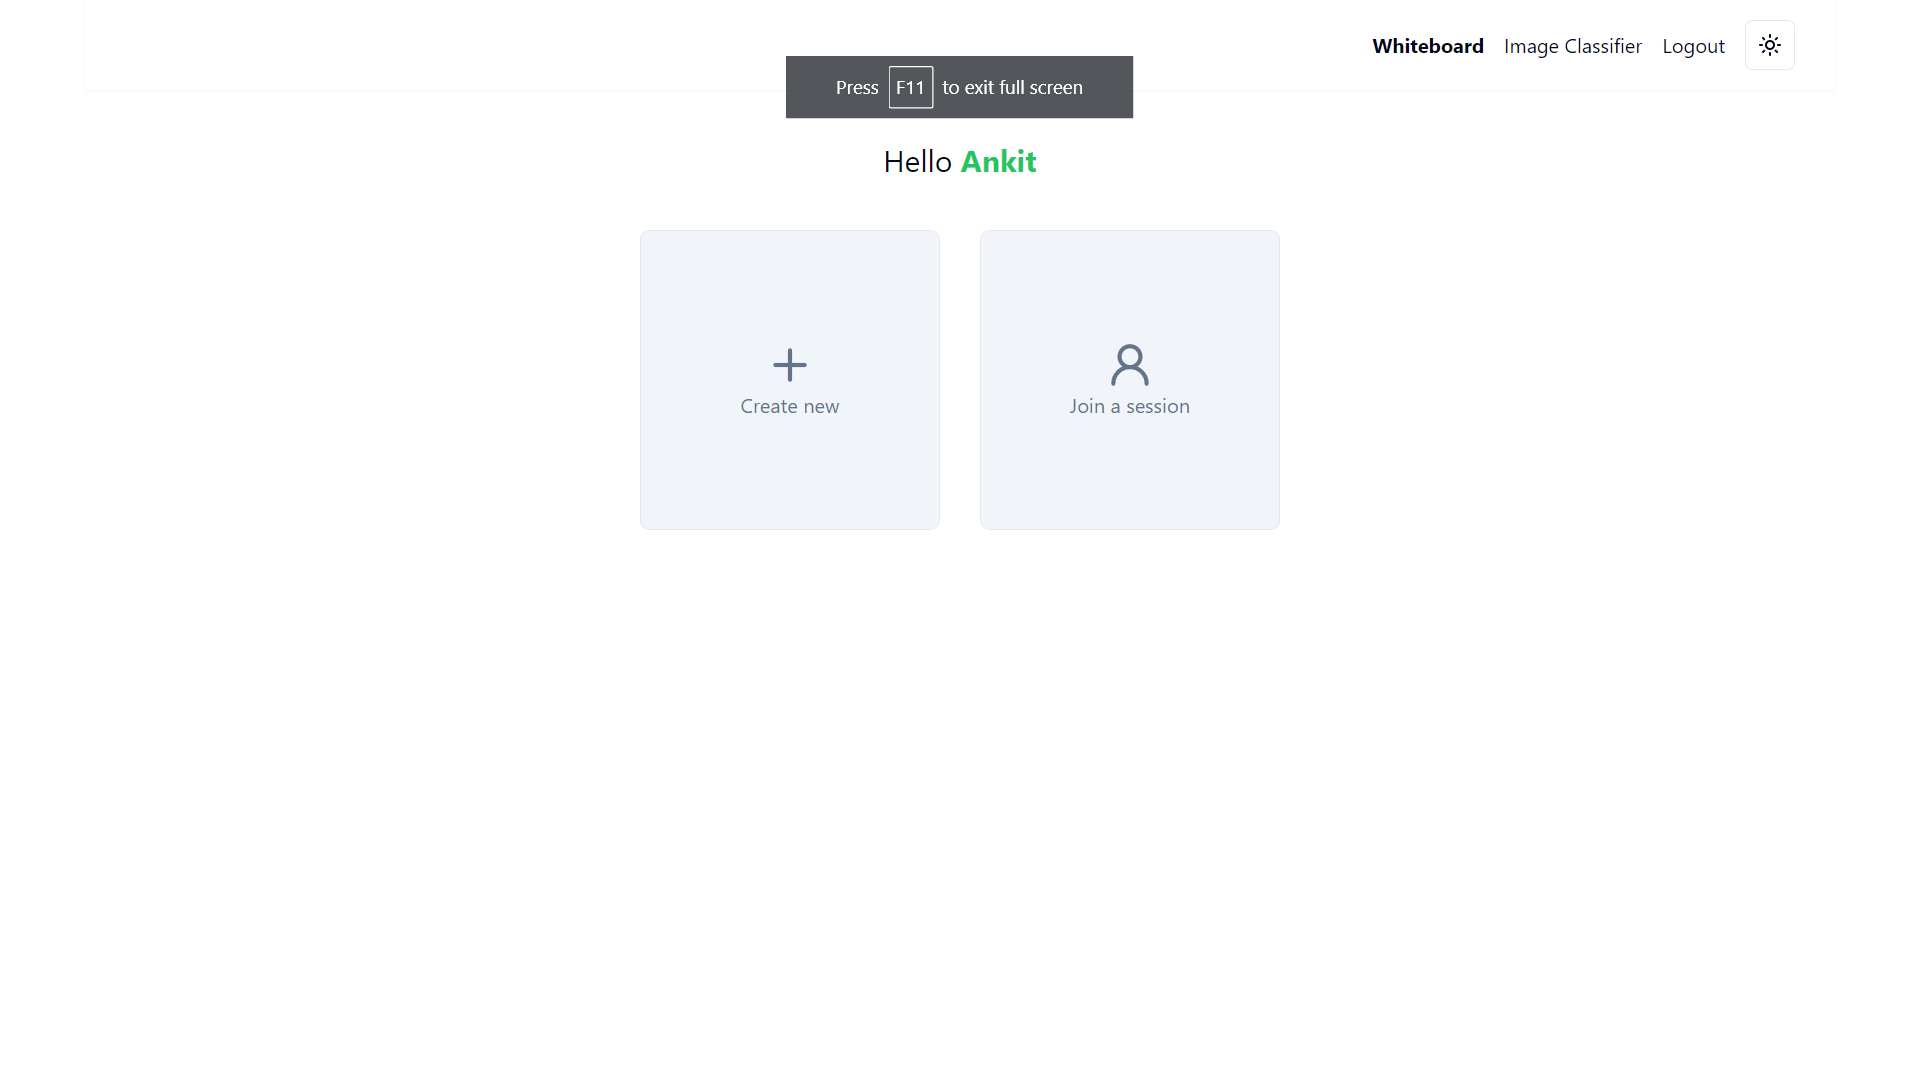 Whiteboard Image Classifier Logout
Press F11 to exit full screen
Hello Ankit
Create new
Join a session